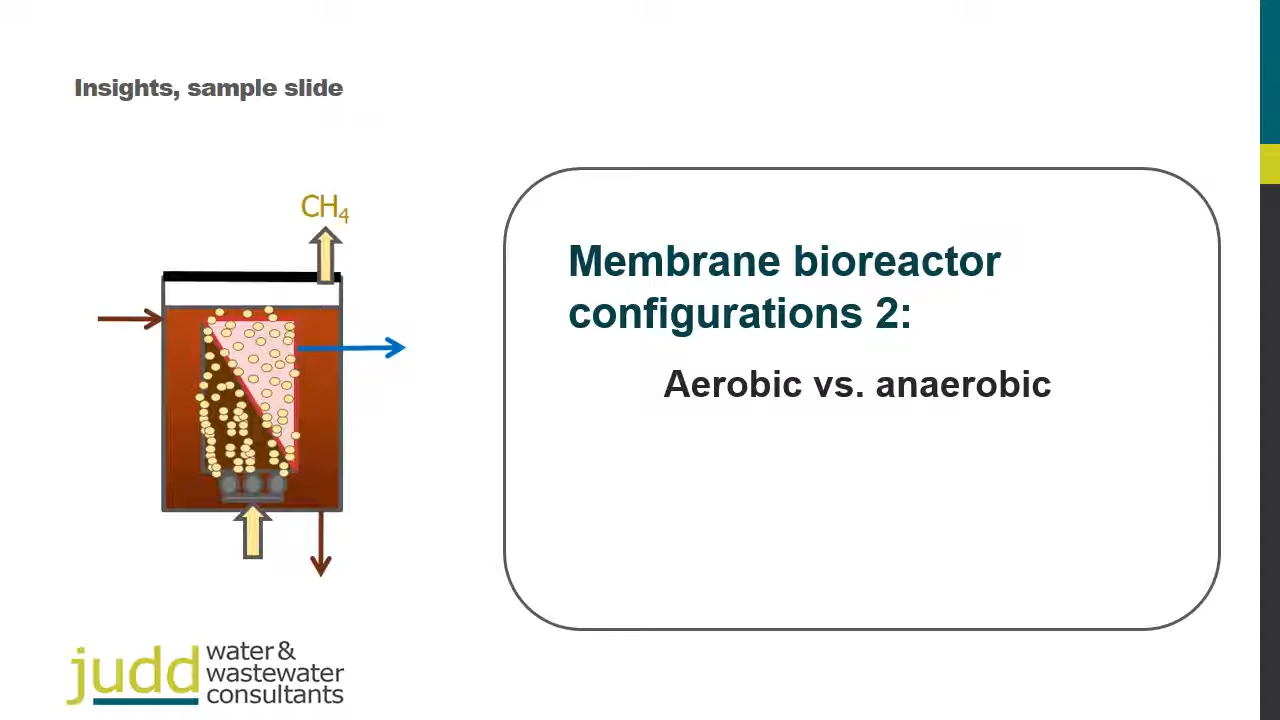 Insights, sample slide
CH₄
Membrane bioreactor
configurations 2:
Aerobic vs. anaerobic
judd water &
wastewater
consultants